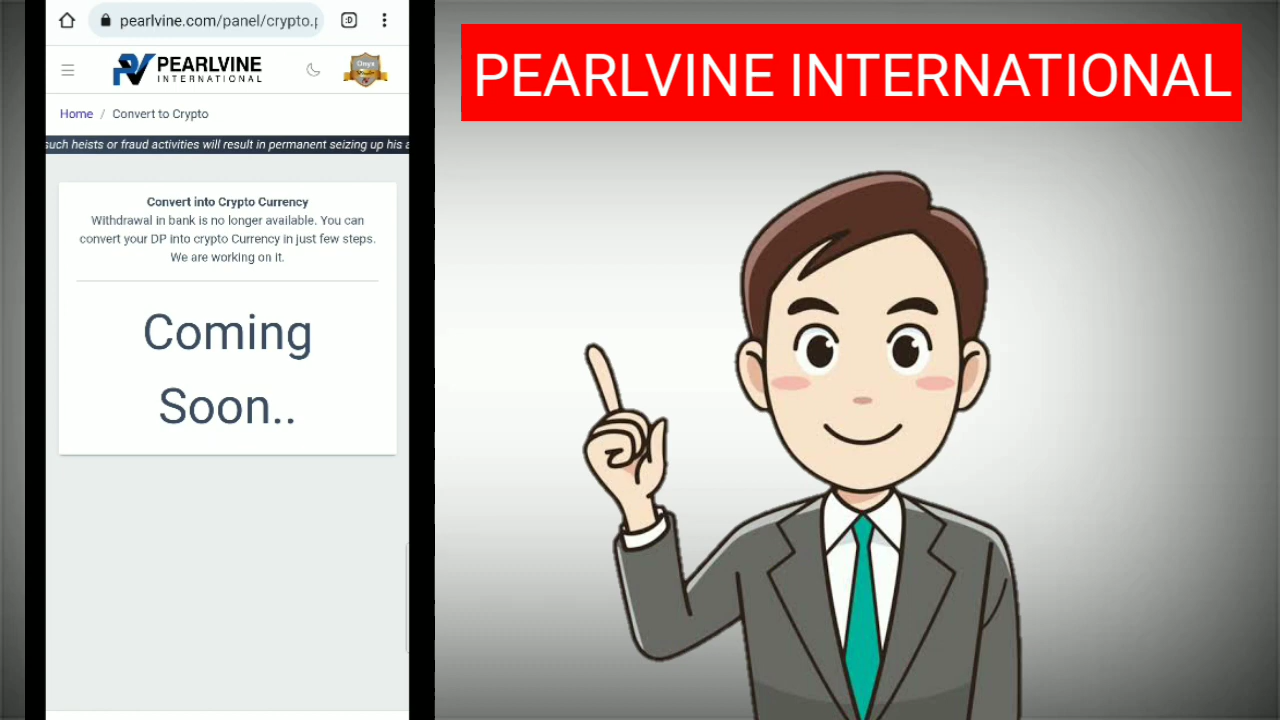 pearlvine.com/panel/crypto.p
:D
PEARLVINE
INTERNATIONAL
Onyx
Home / Convert to Crypto
such heists or fraud activities will result in permanent seizing up his a
Convert into Crypto Currency
Withdrawal in bank is no longer available. You can
convert your DP into crypto Currency in just few steps.
We are working on it.
Coming
Soon..
PEARLVINE INTERNATIONAL